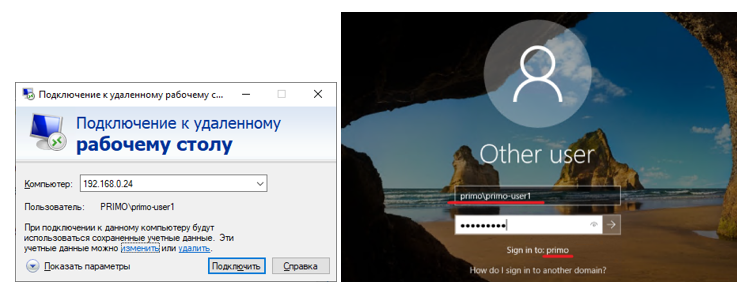 Подключение к удаленному рабочему с...
Подключение к удаленному
рабочему столу
Компьютер: 192.168.0.24
Пользователь: PRIMO\primo-user1
При подключении к данному компьютеру будут
использоваться сохраненные учетные данные. Эти
учетные данные можно изменить или удалить.
Показать параметры
Подключить
Справка
Other user
primo\primo-user1
Sign in to: primo
How do I sign in to another domain?